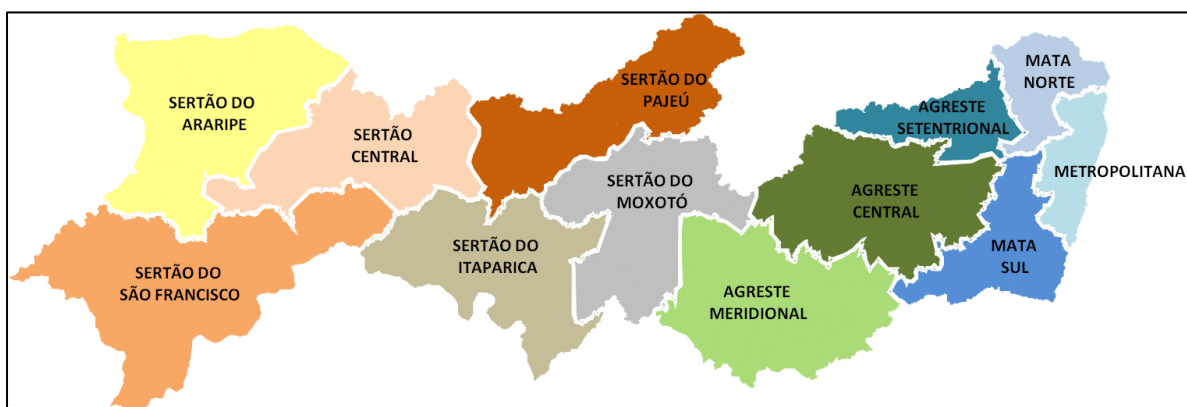 SERTÃO DO
ARARIPE
SERTÃO
CENTRAL
SERTÃO DO
PAJEÚ
AGRESTE
SETENTRIONAL
MATA
NORTE
METROPOLITANA
SERTÃO DO
MOXOTÓ
AGRESTE
CENTRAL
SERTÃO DO
SÃO FRANCISCO
SERTÃO DO
ITAPARICA
AGRESTE
MERIDIONAL
MATA
SUL